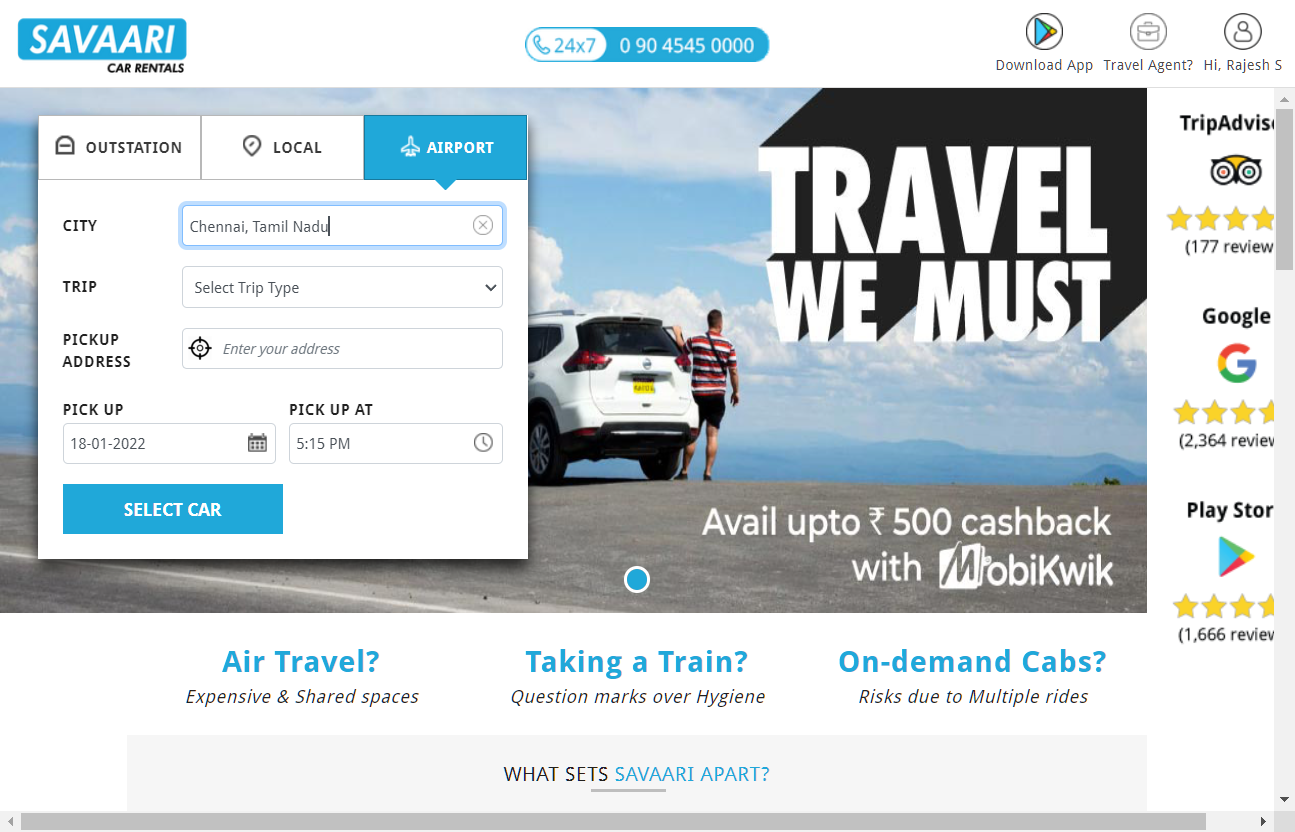 SAVAARI
CAR RENTALS
24x7 0 90 4545 0000
Download App
Travel Agent?
Hi, Rajesh S
OUTSTATION
LOCAL
AIRPORT
CITY
Chennai, Tamil Nadu
TRIP
Select Trip Type
PICKUP
ADDRESS
Enter your address
PICK UP
PICK UP AT
18-01-2022
5:15 PM
SELECT CAR
TRAVEL
WE MUST
Avail upto ₹ 500 cashback
with MobiKwik
TripAdvis
(177 review
Google
(2,364 review
Play Stor
(1,666 review
Air Travel?
Expensive & Shared spaces
Taking a Train?
Question marks over Hygiene
On-demand Cabs?
Risks due to Multiple rides
WHAT SETS SAVAARI APART?